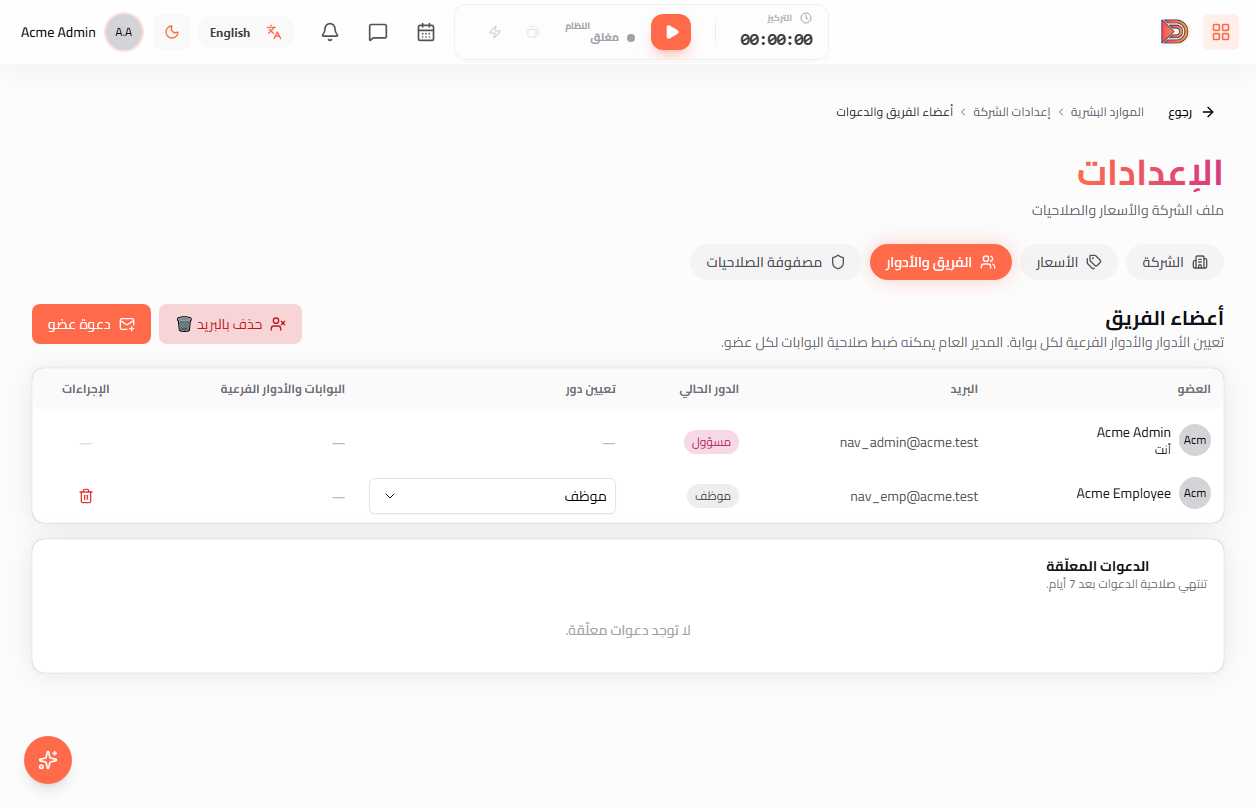 التركيز
00:00:00
النظام
مغلق
English
A.A
Acme Admin
رجوع
الموارد البشرية
إعدادات الشركة
أعضاء الفريق والدعوات
الإعدادات
ملف الشركة والأسعار والصلاحيات
الشركة
الأسعار
الفريق والأدوار
مصفوفة الصلاحيات
أعضاء الفريق
تعيين الأدوار والأدوار الفرعية لكل بوابة. المدير العام يمكنه ضبط صلاحية البوابات لكل عضو.
حذف بالبريد
دعوة عضو
العضو البريد الدور الحالي تعيين دور البوابات والأدوار الفرعية الإجراءات
Acm Acme Admin nav_admin@acme.test مسؤول — — —
أنت
Acm Acme Employee nav_emp@acme.test موظف موظف —
الدعوات المعلّقة
تنتهي صلاحية الدعوات بعد 7 أيام.
لا توجد دعوات معلّقة.